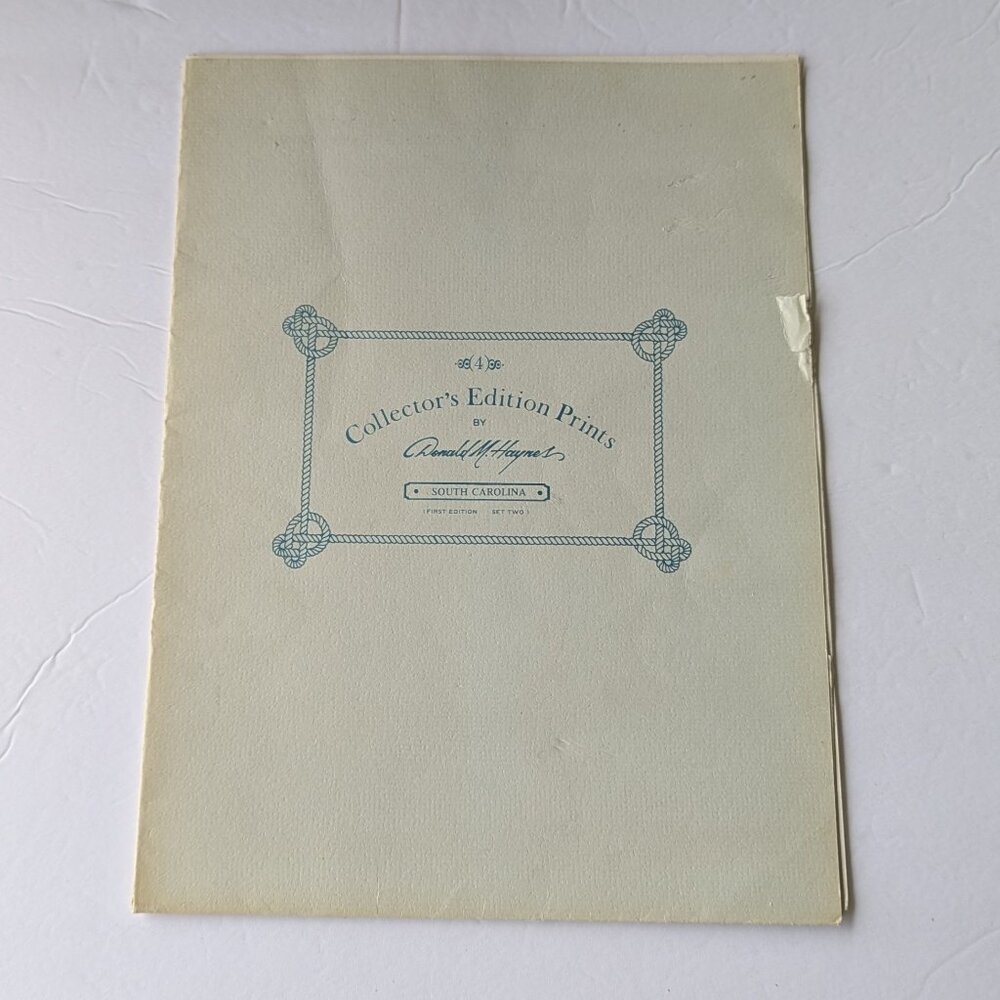 (4)
Collector's Edition Prints
BY
Donald M. Haynes
SOUTH CAROLINA
(FIRST EDITION SET TWO)